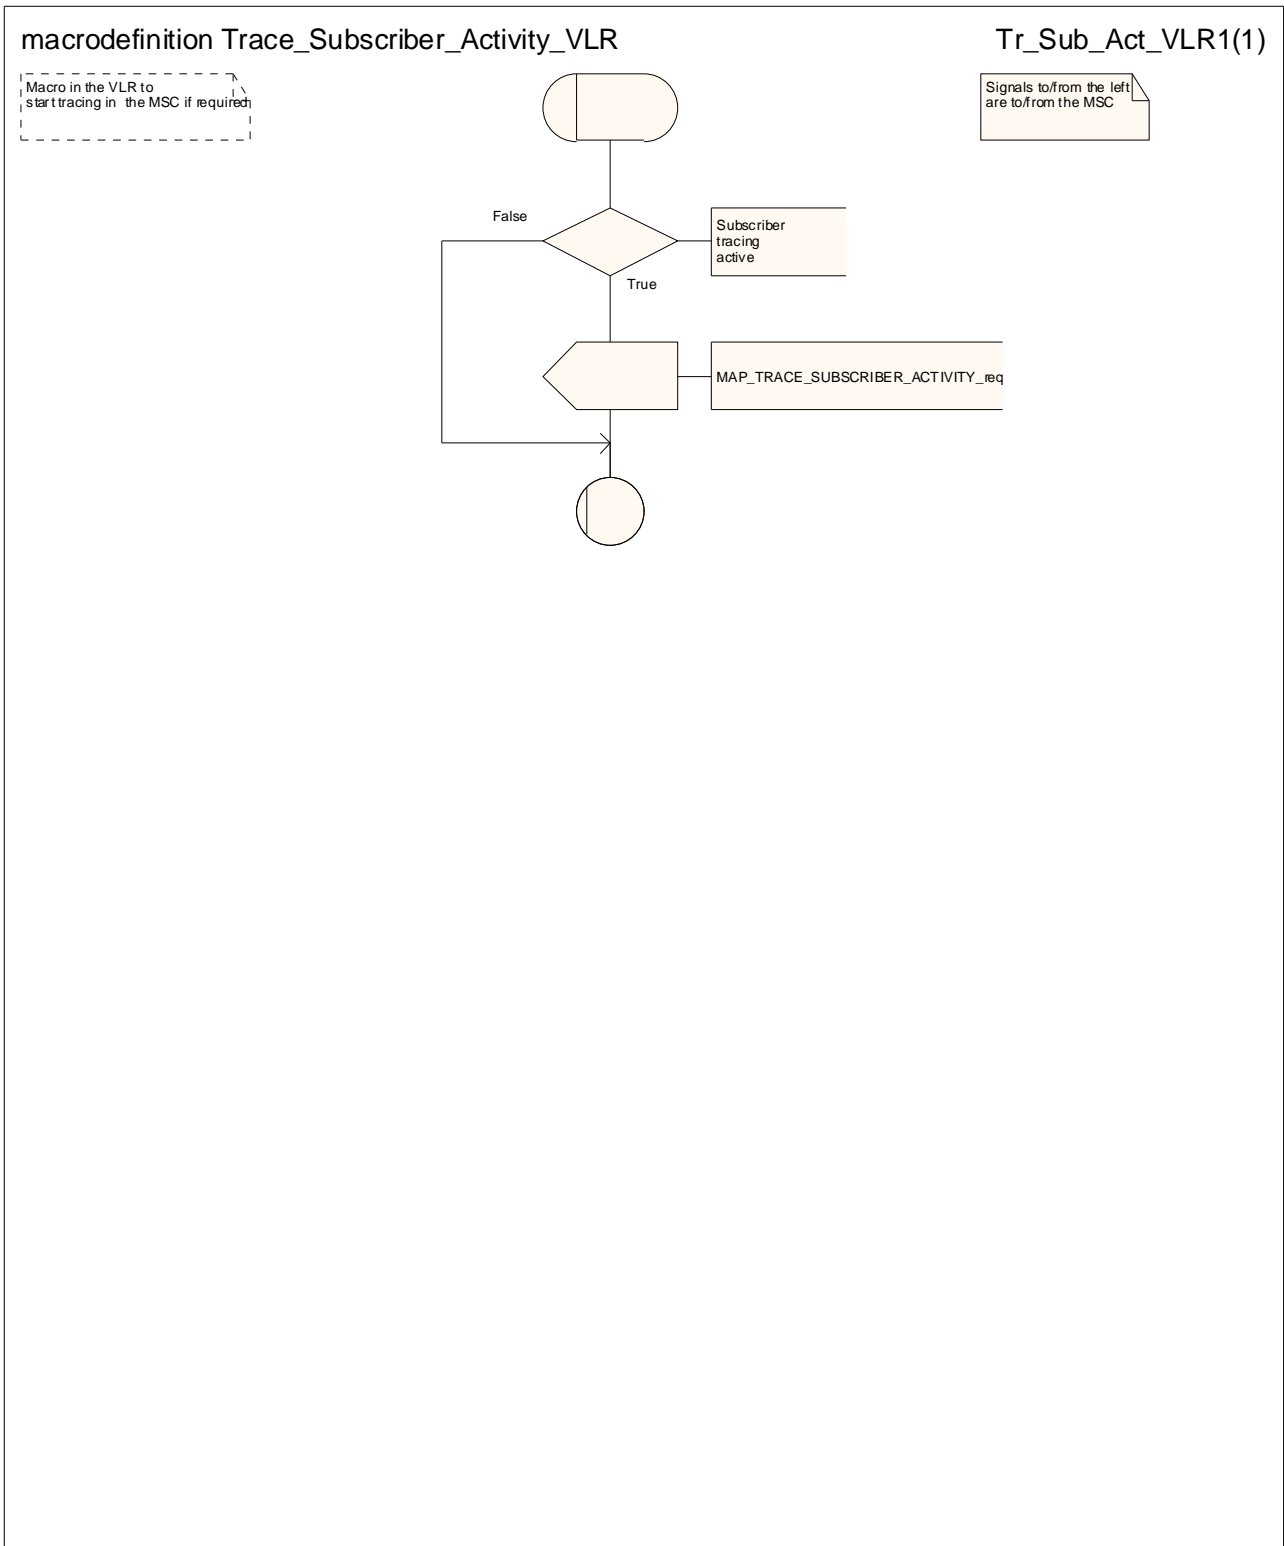 macrodefinition Trace_Subscriber_Activity_VLR
Tr_Sub_Act_VLR1(1)
Macro in the VLR to
start tracing in the MSC if required
Signals to/from the left
are to/from the MSC
False
Subscriber
tracing
active
True
MAP_TRACE_SUBSCRIBER_ACTIVITY_req